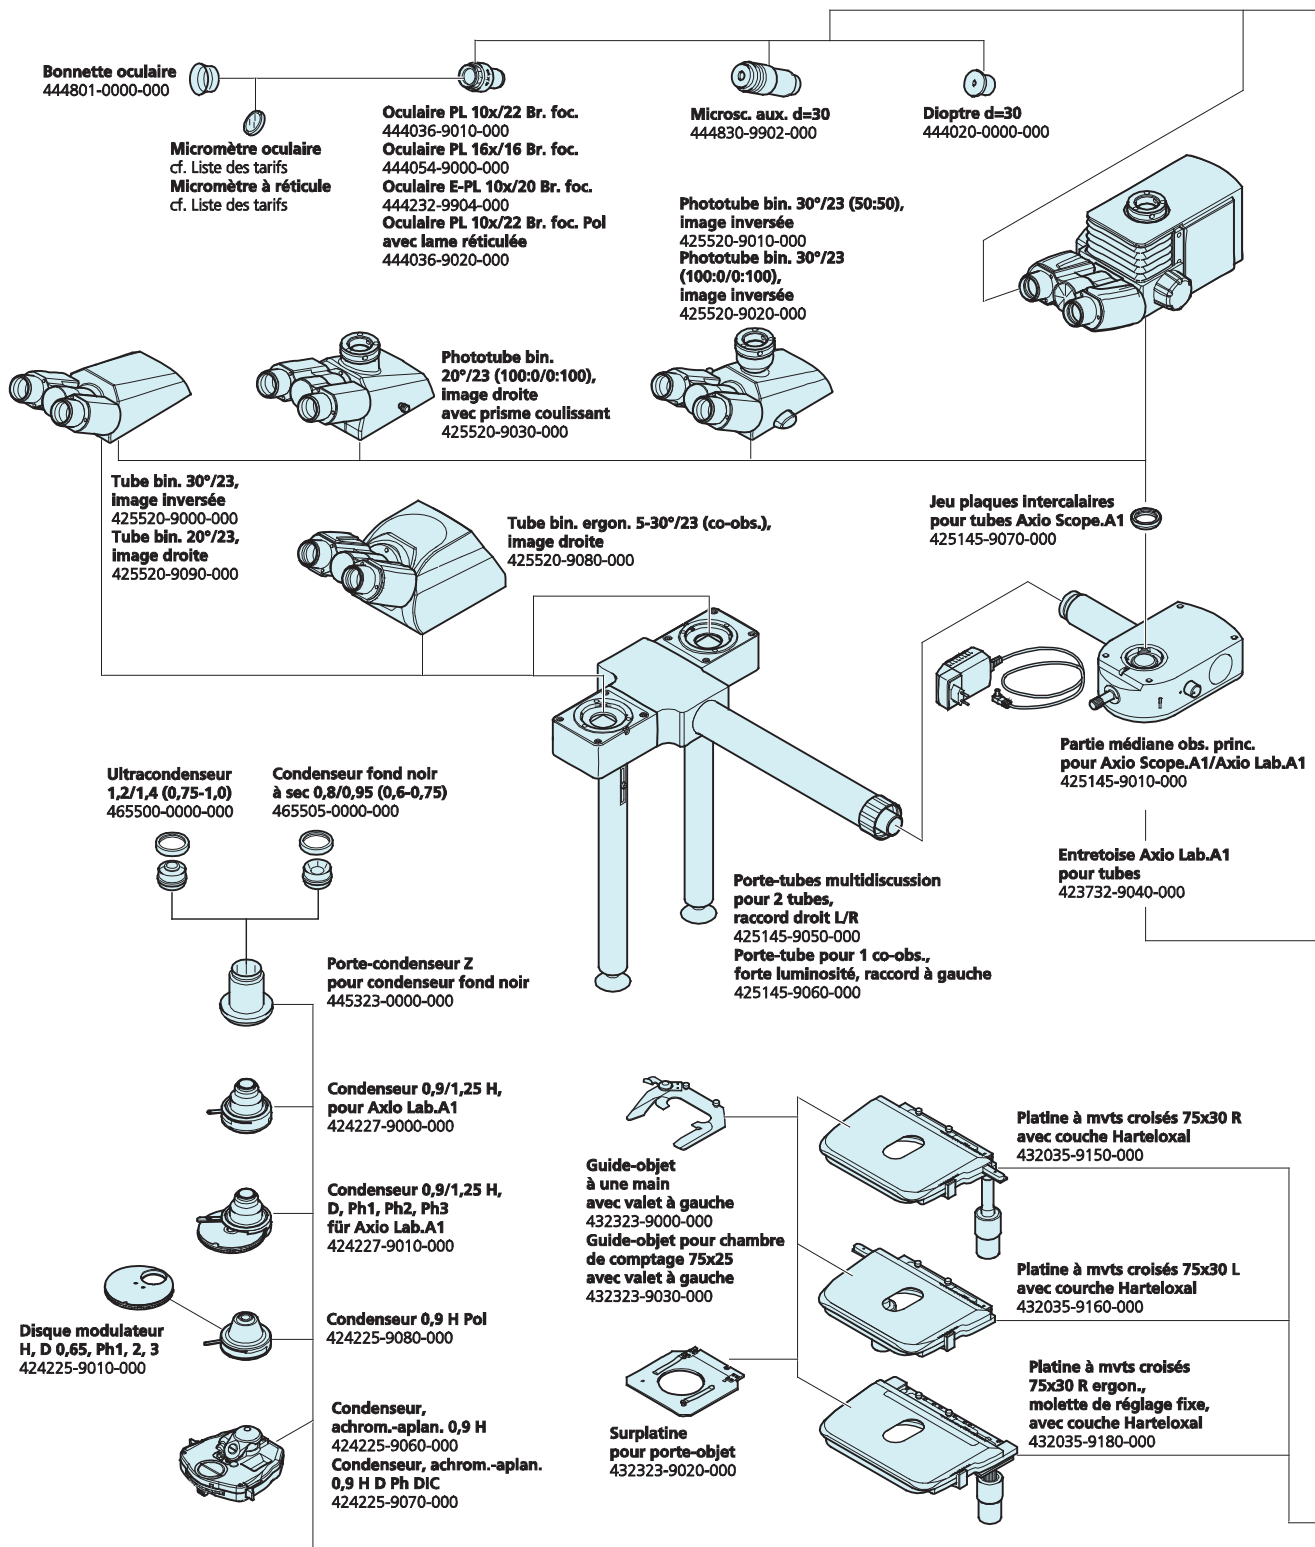 Bonnette oculaire
444801-0000-000
Micromètre oculaire
cf. Liste des tarifs
Micromètre à réticule
cf. Liste des tarifs
Oculaire PL 10x/22 Br. foc.
444036-9010-000
Oculaire PL 16x/16 Br. foc.
444054-9000-000
Oculaire E-PL 10x/20 Br. foc.
444232-9904-000
Oculaire PL 10x/22 Br. foc. Pol
avec lame réticulée
444036-9020-000
Microsc. aux. d=30
444830-9902-000
Dioptre d=30
444020-0000-000
Phototube bin. 30°/23 (50:50),
image inversée
425520-9010-000
Phototube bin. 30°/23
(100:0/0:100),
image inversée
425520-9020-000
Phototube bin.
20°/23 (100:0/0:100),
image droite
avec prisme coulissant
425520-9030-000
Tube bin. 30°/23,
image inversée
425520-9000-000
Tube bin. 20°/23,
image droite
425520-9090-000
Tube bin. ergon. 5-30°/23 (co-obs.),
image droite
425520-9080-000
Jeu plaques intercalaires
pour tubes Axio Scope.A1
425145-9070-000
Partie médiane obs. princ.
pour Axio Scope.A1/Axio Lab.A1
425145-9010-000
Entretoise Axio Lab.A1
pour tubes
423732-9040-000
Ultracondenseur
1,2/1,4 (0,75-1,0)
465500-0000-000
Condenseur fond noir
à sec 0,8/0,95 (0,6-0,75)
465505-0000-000
Porte-tubes multidiscussion
pour 2 tubes,
raccord droit L/R
425145-9050-000
Porte-tube pour 1 co-obs.,
forte luminosité, raccord à gauche
425145-9060-000
Porte-condenseur Z
pour condenseur fond noir
445323-0000-000
Condenseur 0,9/1,25 H,
pour Axio Lab.A1
424227-9000-000
Condenseur 0,9/1,25 H,
D, Ph1, Ph2, Ph3
für Axio Lab.A1
424227-9010-000
Disque modulateur
H, D 0,65, Ph1, 2, 3
424225-9010-000
Condenseur 0,9 H Pol
424225-9080-000
Condenseur,
achrom.-aplan. 0,9 H
424225-9060-000
Condenseur, achrom.-aplan.
0,9 H D Ph DIC
424225-9070-000
Guide-objet
à une main
avec valet à gauche
432323-9000-000
Guide-objet pour chambre
de comptage 75x25
avec valet à gauche
432323-9030-000
Surplatine
pour porte-objet
432323-9020-000
Platine à mvts croisés 75x30 R
avec couche Harteloxal
432035-9150-000
Platine à mvts croisés 75x30 L
avec courche Harteloxal
432035-9160-000
Platine à mvts croisés
75x30 R ergon.,
molette de réglage fixe,
avec couche Harteloxal
432035-9180-000